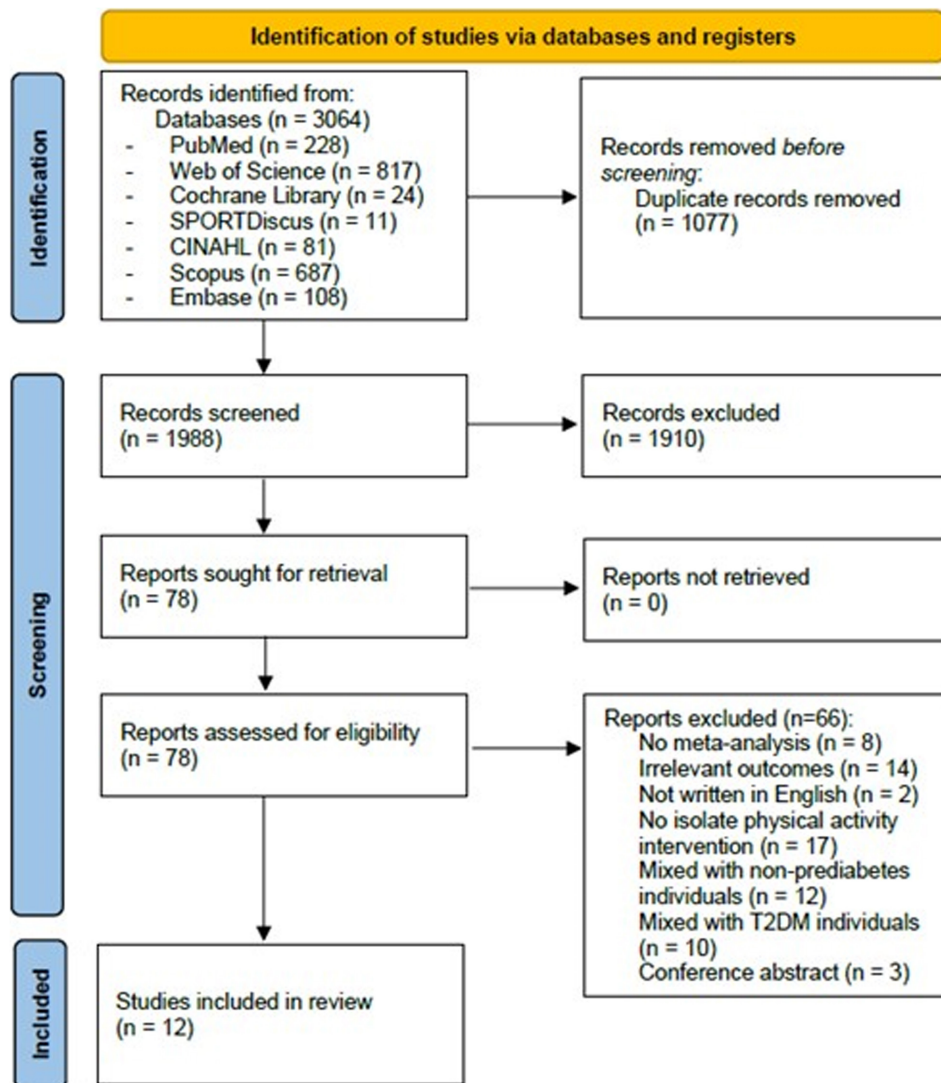 Identification of studies via databases and registers
Identification
Records identified from:
Databases (n = 3064)
- PubMed (n = 228)
- Web of Science (n = 817)
- Cochrane Library (n = 24)
- SPORTDiscus (n = 11)
- CINAHL (n = 81)
- Scopus (n = 687)
- Embase (n = 108)
Records removed before
screening:
Duplicate records removed
(n = 1077)
Screening
Records screened
(n = 1988)
Records excluded
(n = 1910)
Reports sought for retrieval
(n = 78)
Reports not retrieved
(n = 0)
Reports assessed for eligibility
(n = 78)
Reports excluded (n=66):
No meta-analysis (n = 8)
Irrelevant outcomes (n = 14)
Not written in English (n = 2)
No isolate physical activity
intervention (n = 17)
Mixed with non-prediabetes
individuals (n = 12)
Mixed with T2DM individuals
(n = 10)
Conference abstract (n = 3)
Included
Studies included in review
(n = 12)